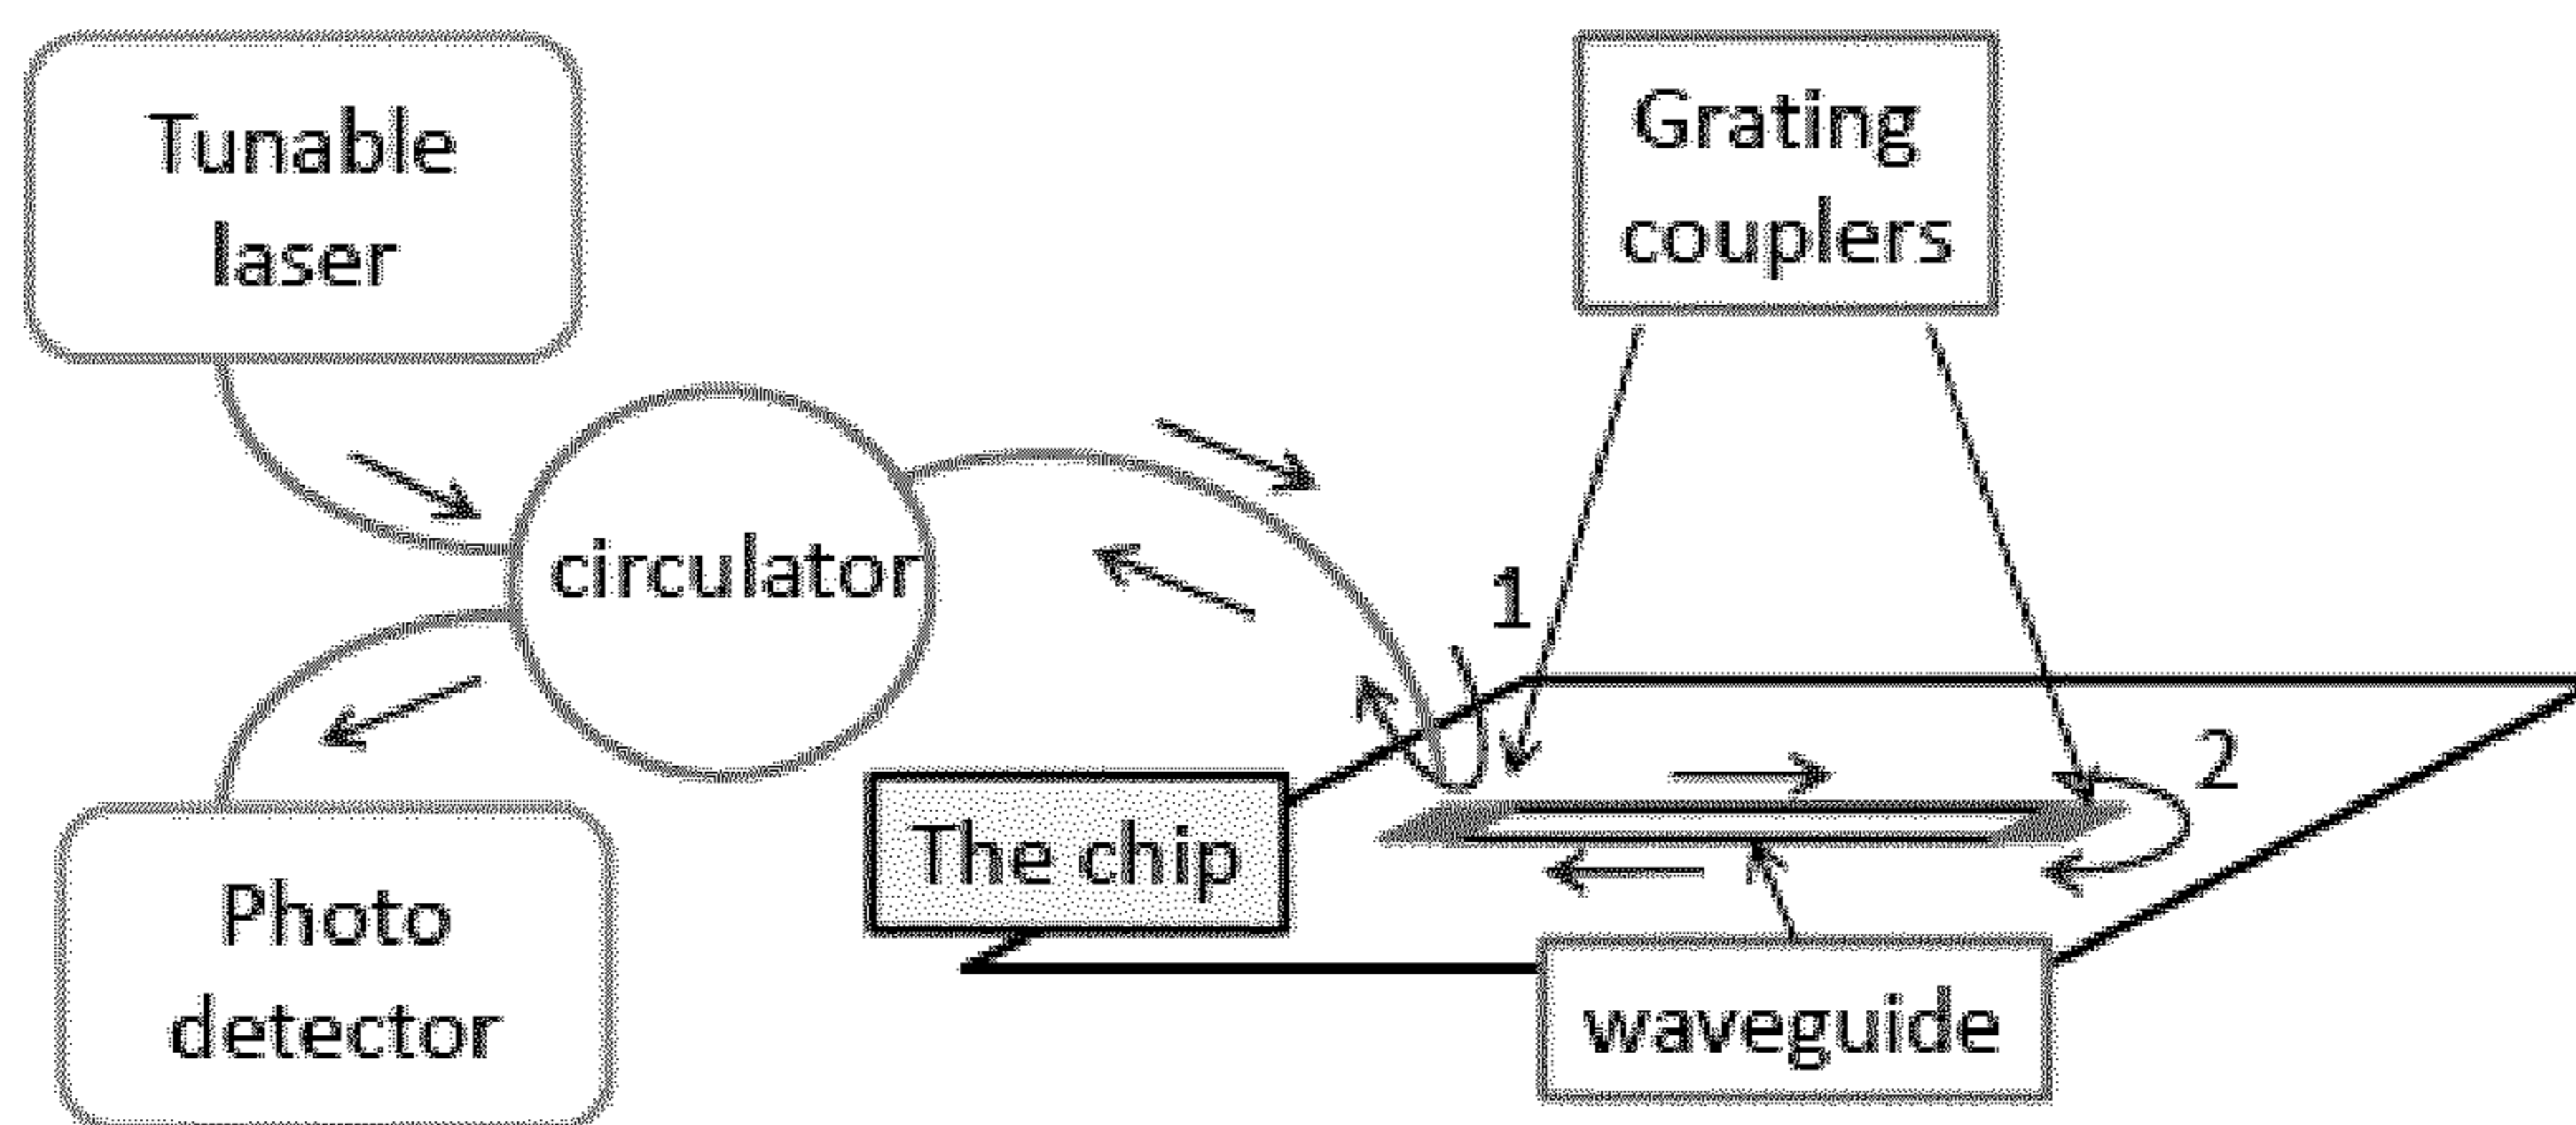 Tunable
laser
Grating
couplers
circulator
1
2
The chip
Photo
detector
waveguide